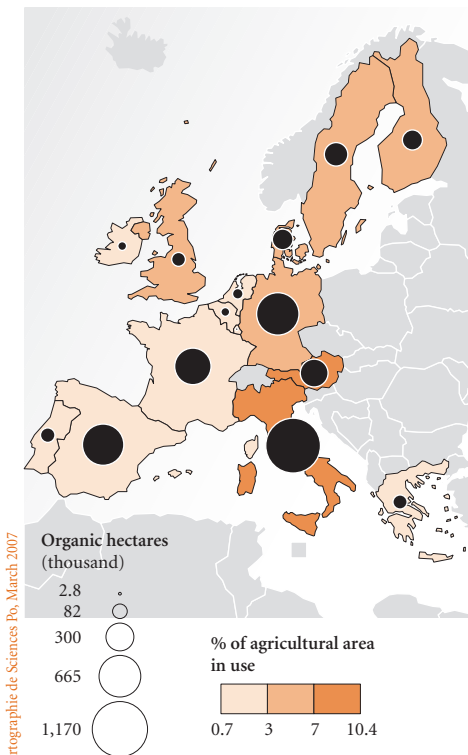 Organic hectares
(thousand)
2.8
82
300
665
1,170
% of agricultural area
in use
0.7 3 7 10.4
rtographie de Sciences Po, March 2007